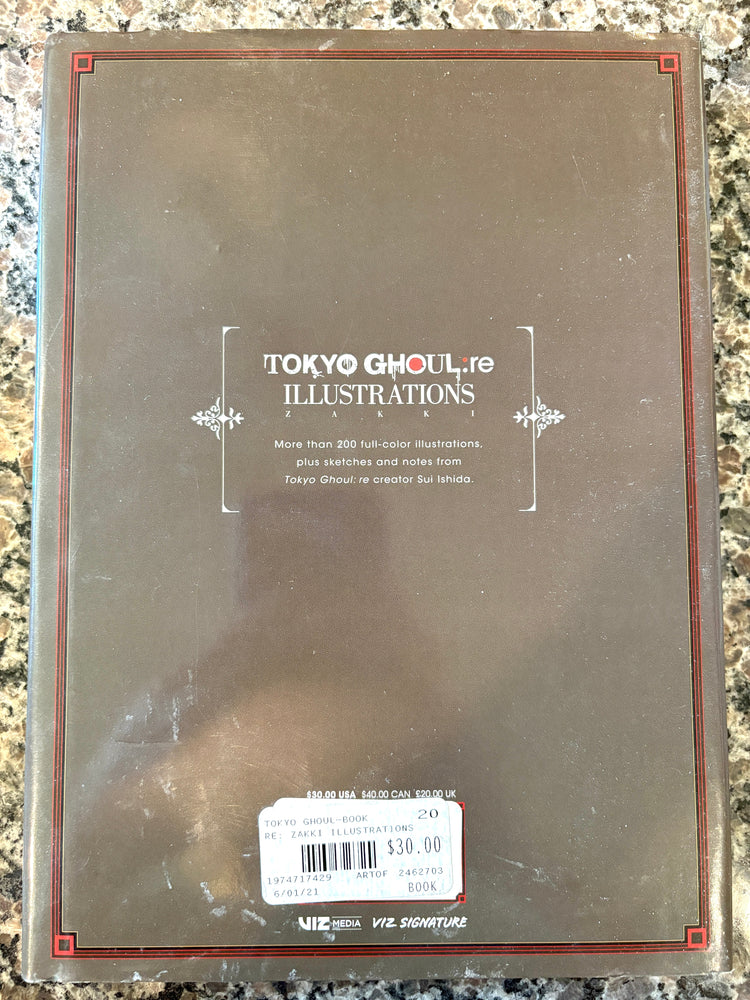 TOKYO GHOUL:re
ILLUSTRATIONS
ZAKKI
More than 200 full-color illustrations,
plus sketches and notes from
Tokyo Ghoul: re creator Sui Ishida.
$30.00 USA $40.00 CAN £20.00 UK
TOKYO GHOUL-BOOK 20
RE: ZAKKI ILLUSTRATIONS
$30.00
1974717429 ARTOF 2462703
6/01/21 BOOK
VIZ MEDIA VIZ SIGNATURE